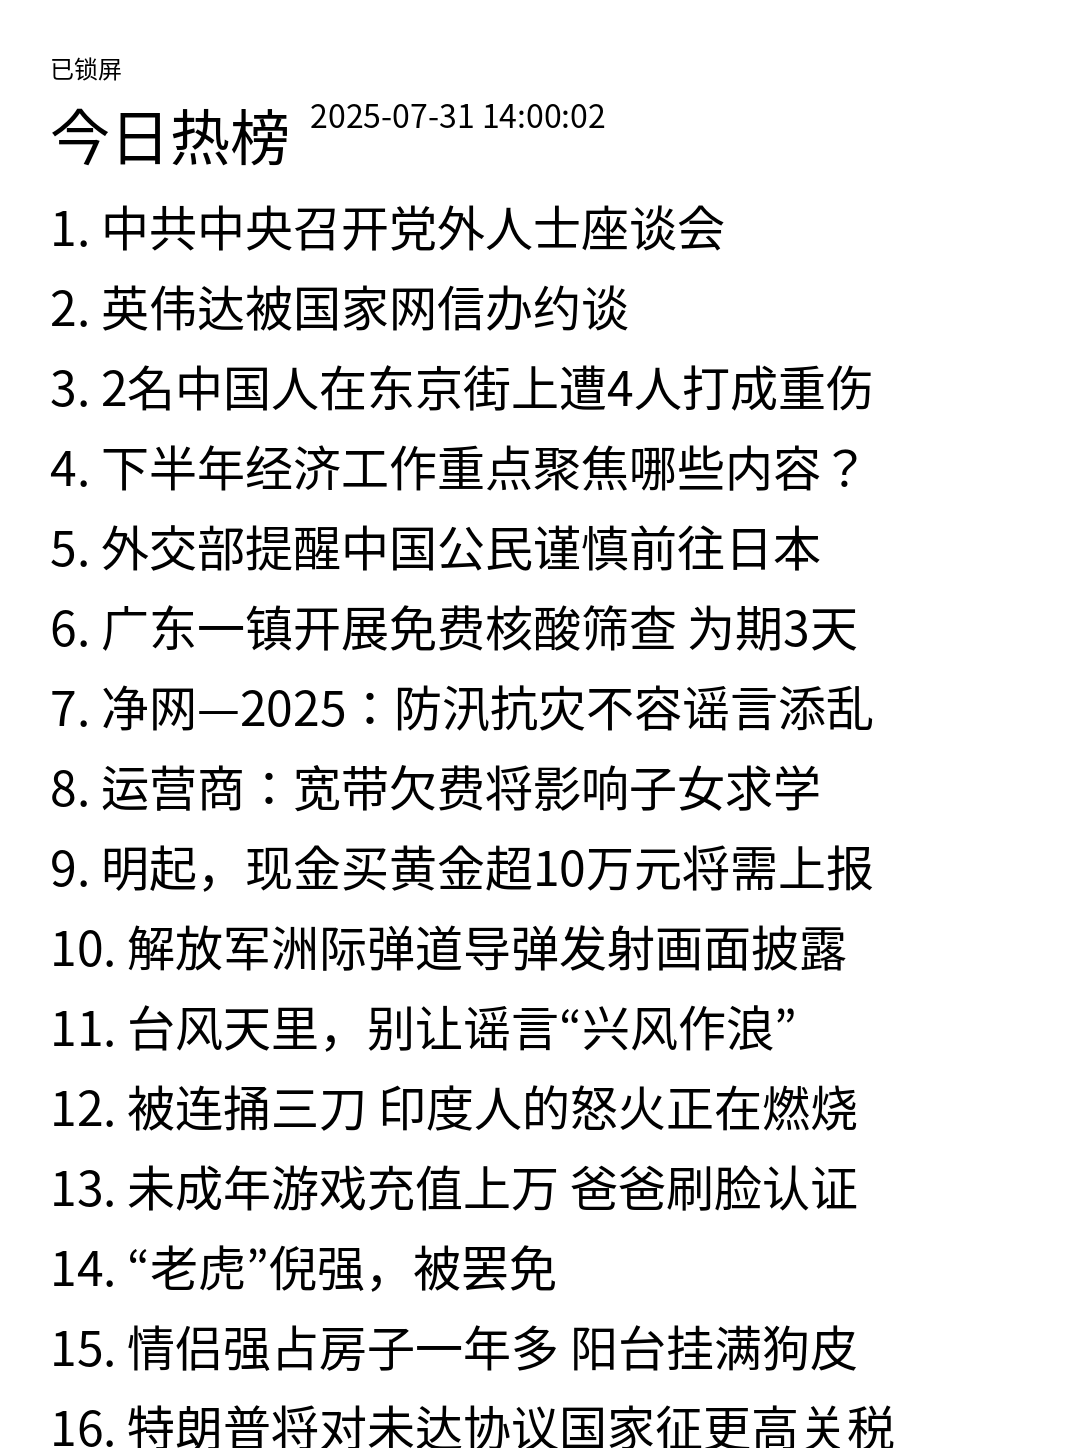 已锁屏
今日热榜 2025-07-31 14:00:02
1. 中共中央召开党外人士座谈会
2. 英伟达被国家网信办约谈
3. 2名中国人在东京街上遭4人打成重伤
4. 下半年经济工作重点聚焦哪些内容？
5. 外交部提醒中国公民谨慎前往日本
6. 广东一镇开展免费核酸筛查 为期3天
7. 净网—2025：防汛抗灾不容谣言添乱
8. 运营商：宽带欠费将影响子女求学
9. 明起，现金买黄金超10万元将需上报
10. 解放军洲际弹道导弹发射画面披露
11. 台风天里，别让谣言“兴风作浪”
12. 被连捅三刀 印度人的怒火正在燃烧
13. 未成年游戏充值上万 爸爸刷脸认证
14. “老虎”倪强，被罢免
15. 情侣强占房子一年多 阳台挂满狗皮
16. 特朗普将对未达协议国家征更高关税